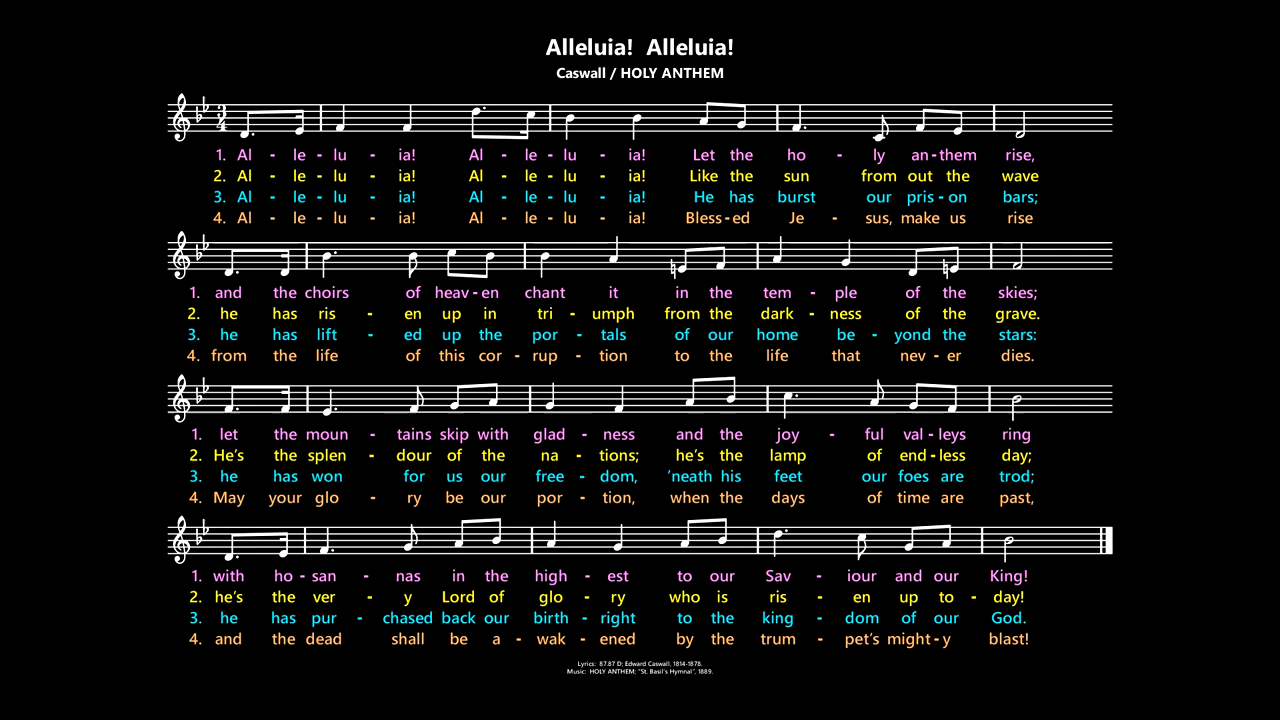 Alleluia! Alleluia!
Caswall / HOLY ANTHEM
3
4
1. Al - le - lu - ia! Al - le - lu - ia! Let the ho - ly an - them rise,
2. Al - le - lu - ia! Al - le - lu - ia! Like the sun from out the wave
3. Al - le - lu - ia! Al - le - lu - ia! He has burst our pris - on bars;
4. Al - le - lu - ia! Al - le - lu - ia! Bless - ed Je - sus, make us rise
1. and the choirs of heav - en chant it in the tem - ple of the skies;
2. he has ris - en up in tri - umph from the dark - ness of the grave.
3. he has lift - ed up the por - tals of our home be - yond the stars:
4. from the life of this cor - rup - tion to the life that nev - er dies.
1. let the moun - tains skip with glad - ness and the joy - ful val - leys ring
2. He's the splen - dour of the na - tions; he's the lamp of end - less day;
3. he has won for us our free - dom, 'neath his feet our foes are trod;
4. May your glo - ry be our por - tion, when the days of time are past,
1. with ho - san - nas in the high - est to our Sav - iour and our King!
2. he's the ver - y Lord of glo - ry who is ris - en up to - day!
3. he has pur - chased back our birth - right to the king - dom of our God.
4. and the dead shall be a - wak - ened by the trum - pet's might - y blast!
Lyrics: 87.87 D; Edward Caswall, 1814-1878.
Music: HOLY ANTHEM; "St. Basil's Hymnal", 1889.